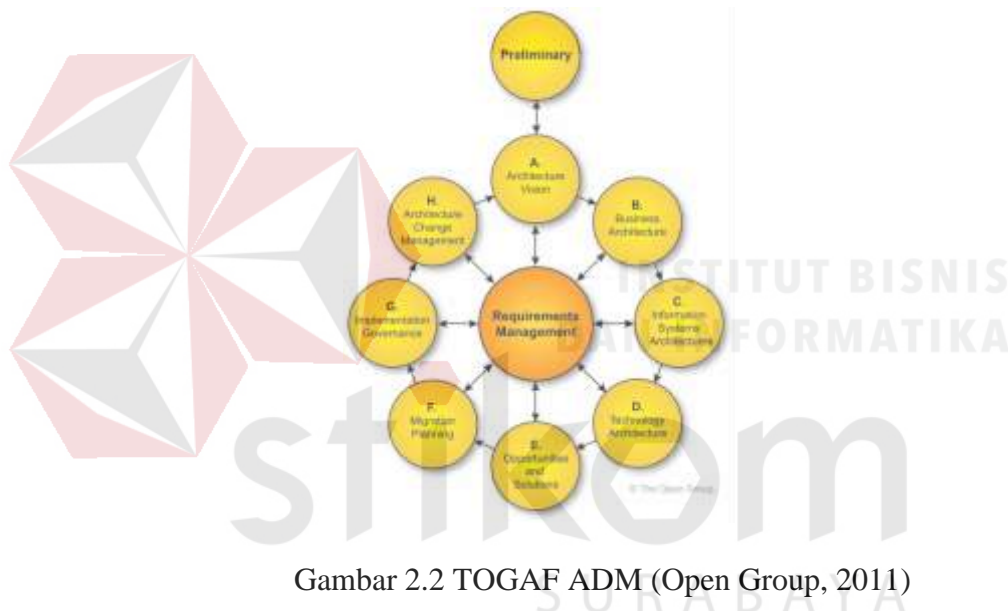 Preliminary
A.
Architecture
Vision
H.
Architecture
Change
Management
B.
Business
Architecture
G.
Implementation
Governance
Requirements
Management
C.
Information
Systems
Architectures
F.
Migration
Planning
D.
Technology
Architecture
E.
Opportunities
and
Solutions
© The Open Group
INSTITUT BISNIS
DAN INFORMATIKA
stikom
SURABAYA
Gambar 2.2 TOGAF ADM (Open Group, 2011)